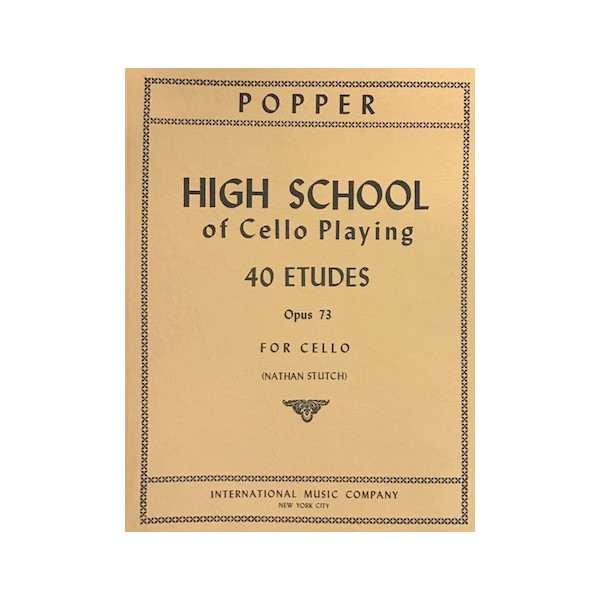 POPPER
HIGH SCHOOL
of Cello Playing
40 ETUDES
Opus 73
FOR CELLO
(NATHAN STUTCH)
INTERNATIONAL MUSIC COMPANY
NEW YORK CITY